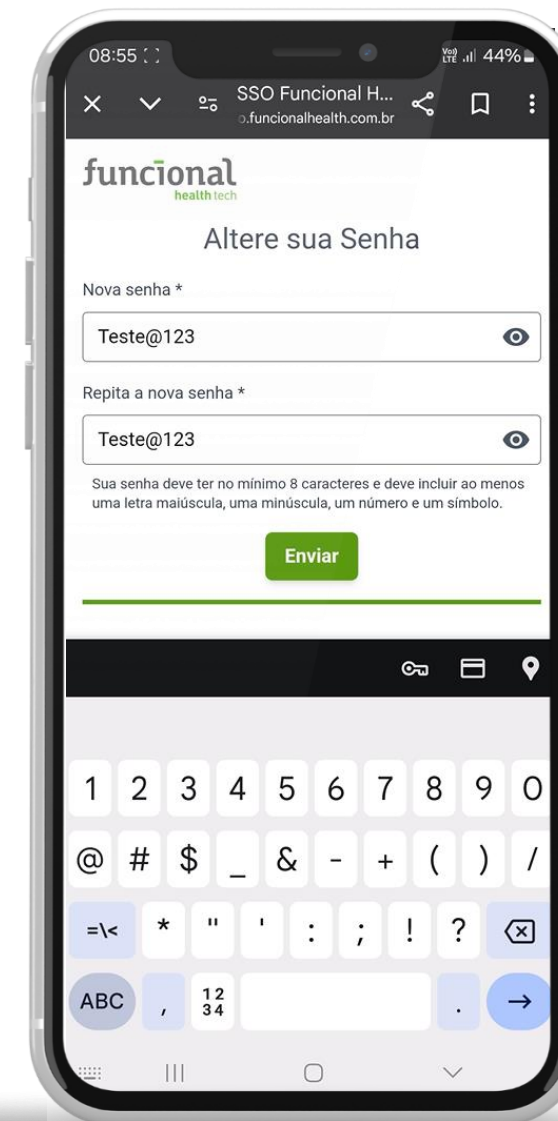 08:55 Vo) LTE 44%
SSO Funcional H...
o.funcionalhealth.com.br
funcional
health tech
Altere sua Senha
Nova senha *
Teste@123
Repita a nova senha *
Teste@123
Sua senha deve ter no mínimo 8 caracteres e deve incluir ao menos
uma letra maiúscula, uma minúscula, um número e um símbolo.
Enviar
1 2 3 4 5 6 7 8 9 0
@ # $ _ & - + ( ) /
=\< * " ' : ; ! ?
ABC , 12 34 .